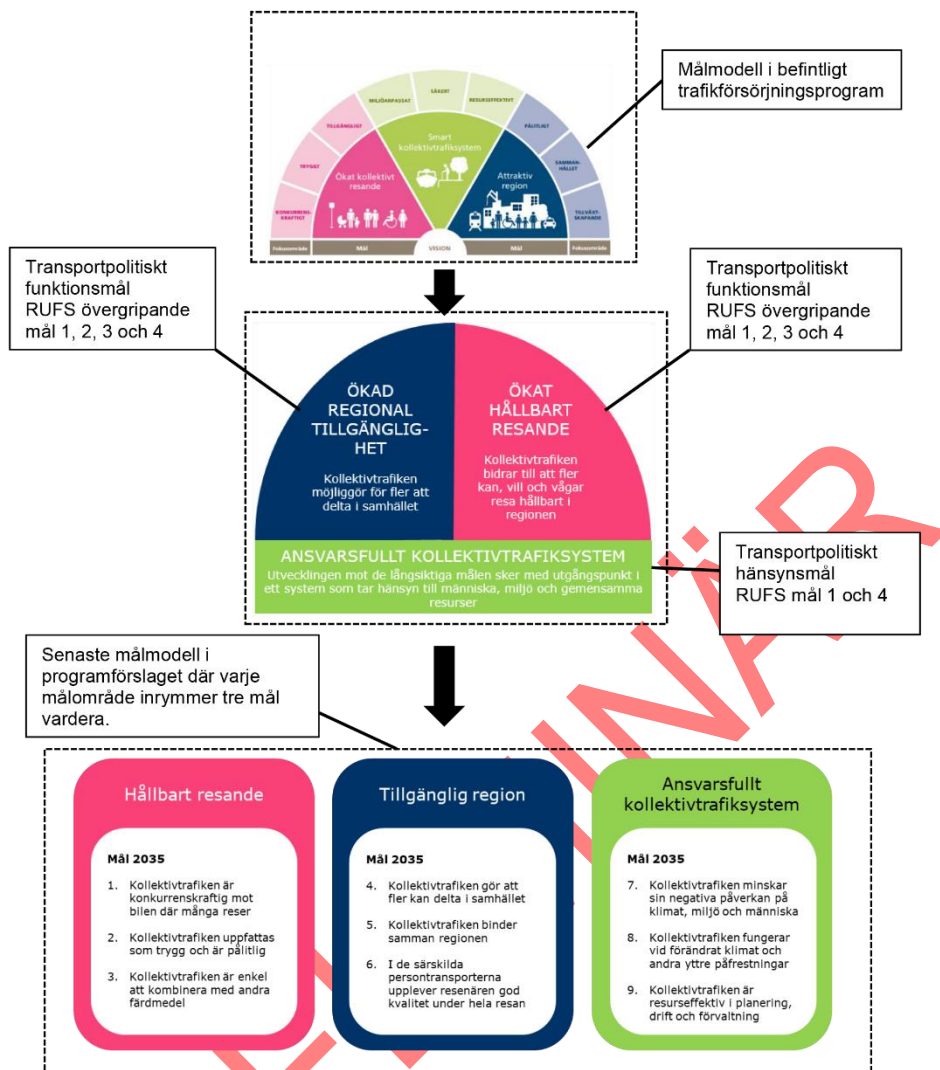 Målmodell i befintligt
trafikförsörjningsprogram
MILJÖANPASSAT
SÄKERT
RESURSEFFEKTIVT
TILLGÄNGLIGHET
PÅLITLIGT
TRYGGT
SAMMAN-
HÅLLET
KONKURRENS-
KRAFTIGT
TILLVÄXT-
SKAPANDE
Smart
kollektivtrafiksystem
Ökat kollektivt
resande
Attraktiv
region
Fokusområde
Mål
VISION
Mål
Fokusområde
Transportpolitiskt
funktionsmål
RUFS övergripande
mål 1, 2, 3 och 4
Transportpolitiskt
funktionsmål
RUFS övergripande
mål 1, 2, 3 och 4
ÖKAD
REGIONAL
TILLGÄNGLIG-
HET
Kollektivtrafiken
möjliggör för fler att
delta i samhället
ÖKAT
HÅLLBART
RESANDE
Kollektivtrafiken
bidrar till att fler
kan, vill och vågar
resa hållbart i
regionen
ANSVARSFULLT KOLLEKTIVTRAFIKSYSTEM
Utvecklingen mot de långsiktiga målen sker med utgångspunkt i
ett system som tar hänsyn till människa, miljö och gemensamma
resurser
Transportpolitiskt
hänsynsmål
RUFS mål 1 och 4
Senaste målmodell i
programförslaget där varje
målområde inrymmer tre mål
vardera.
Hållbart resande
Mål 2035
1. Kollektivtrafiken är
konkurrenskraftig mot
bilen där många reser
2. Kollektivtrafiken uppfattas
som trygg och är pålitlig
3. Kollektivtrafiken är enkel
att kombinera med andra
färdmedel
Tillgänglig region
Mål 2035
4. Kollektivtrafiken gör att
fler kan delta i samhället
5. Kollektivtrafiken binder
samman regionen
6. I de särskilda
persontransporterna
upplever resenären god
kvalitet under hela resan
Ansvarsfullt
kollektivtrafiksystem
Mål 2035
7. Kollektivtrafiken minskar
sin negativa påverkan på
klimat, miljö och människa
8. Kollektivtrafiken fungerar
vid förändrat klimat och
andra yttre påfrestningar
9. Kollektivtrafiken är
resurseffektiv i planering,
drift och förvaltning